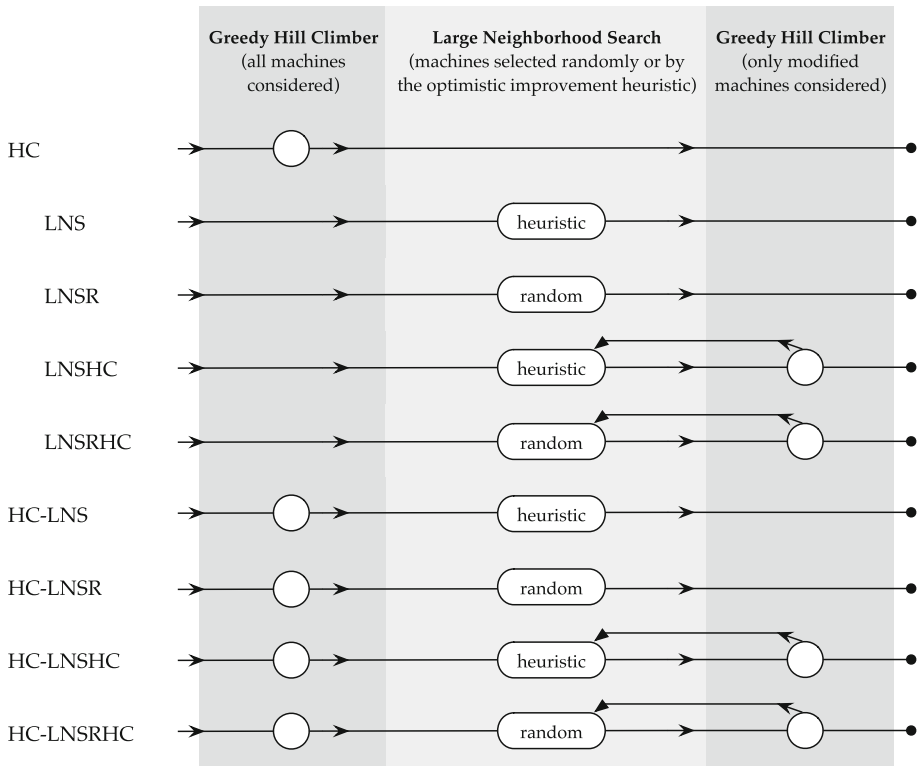 Greedy Hill Climber
(all machines
considered)
Large Neighborhood Search
(machines selected randomly or by
the optimistic improvement heuristic)
Greedy Hill Climber
(only modified
machines considered)
HC
LNS
heuristic
LNSR
random
LNSHC
heuristic
LNSRHC
random
HC-LNS
heuristic
HC-LNSR
random
HC-LNSHC
heuristic
HC-LNSRHC
random